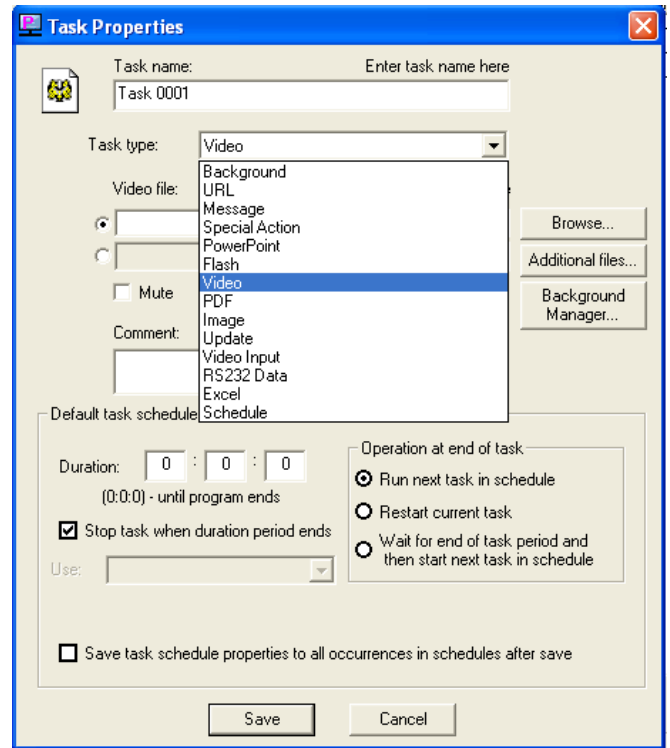 Task Properties
Task name: Enter task name here
Task 0001
Task type: Video
Background
URL
Message
Special Action
PowerPoint
Flash
Video
PDF
Image
Update
Video Input
RS232 Data
Excel
Schedule
Video file:
Browse...
Additional files...
Mute
Background
Manager...
Comment:
Default task schedule
Duration: 0 : 0 : 0
(0:0:0) - until program ends
Stop task when duration period ends
Use:
Operation at end of task
Run next task in schedule
Restart current task
Wait for end of task period and
then start next task in schedule
Save task schedule properties to all occurrences in schedules after save
Save Cancel